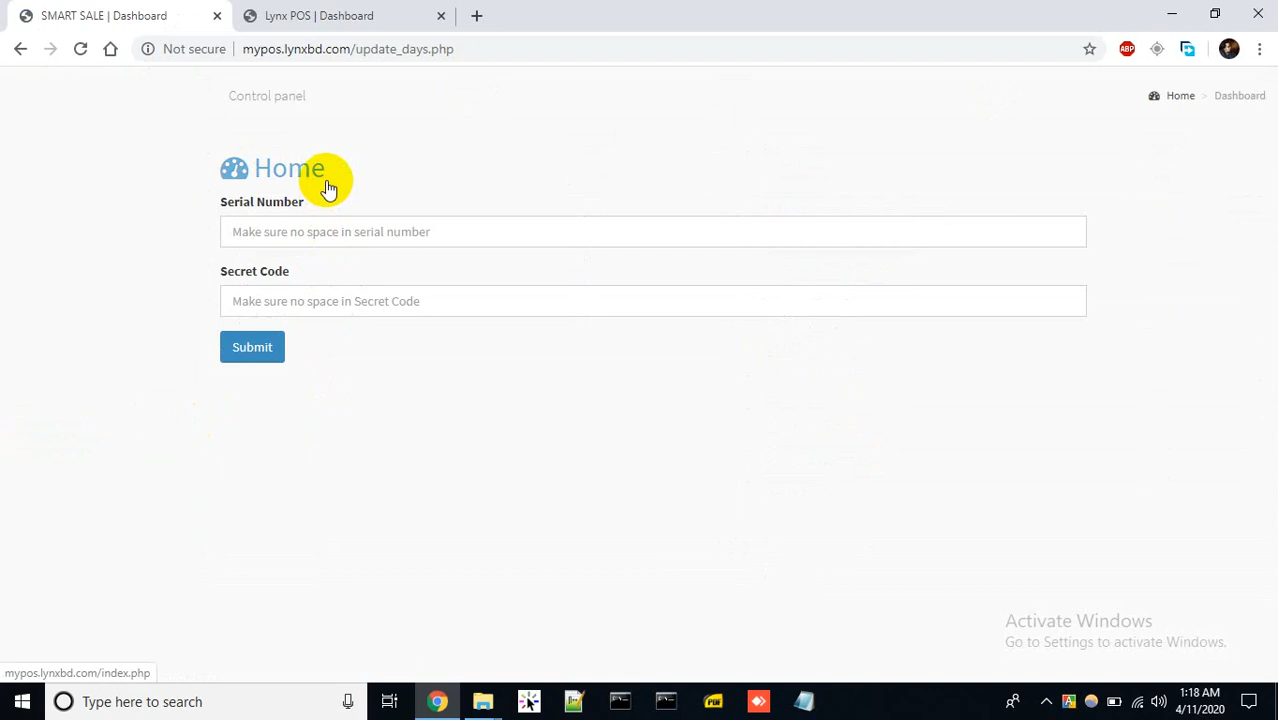 SMART SALE | Dashboard
Lynx POS | Dashboard
Not secure
mypos.lynxbd.com/update_days.php
ABP
Control panel
Home > Dashboard
Home
Serial Number
Make sure no space in serial number
Secret Code
Make sure no space in Secret Code
Submit
Activate Windows
Go to Settings to activate Windows.
mypos.lynxbd.com/index.php
Type here to search
PDF
1:18 AM
4/11/2020